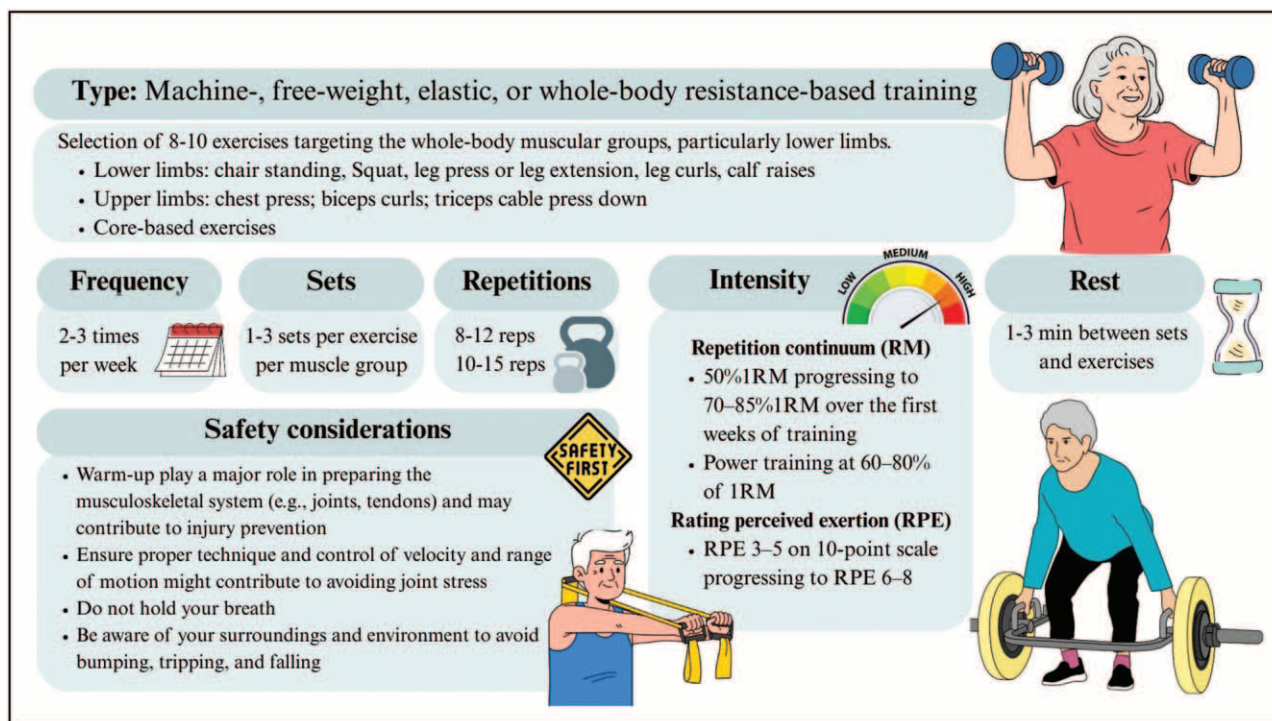 Type: Machine-, free-weight, elastic, or whole-body resistance-based training
Selection of 8-10 exercises targeting the whole-body muscular groups, particularly lower limbs.
• Lower limbs: chair standing, Squat, leg press or leg extension, leg curls, calf raises
• Upper limbs: chest press; biceps curls; triceps cable press down
• Core-based exercises
Frequency
2-3 times
per week
Sets
1-3 sets per exercise
per muscle group
Repetitions
8-12 reps
10-15 reps
Intensity
LOW
MEDIUM
HIGH
Repetition continuum (RM)
• 50%1RM progressing to
70–85%1RM over the first
weeks of training
• Power training at 60–80%
of 1RM
Rating perceived exertion (RPE)
• RPE 3–5 on 10-point scale
progressing to RPE 6–8
Rest
1-3 min between sets
and exercises
Safety considerations
SAFETY
FIRST
• Warm-up play a major role in preparing the
musculoskeletal system (e.g., joints, tendons) and may
contribute to injury prevention
• Ensure proper technique and control of velocity and range
of motion might contribute to avoiding joint stress
• Do not hold your breath
• Be aware of your surroundings and environment to avoid
bumping, tripping, and falling